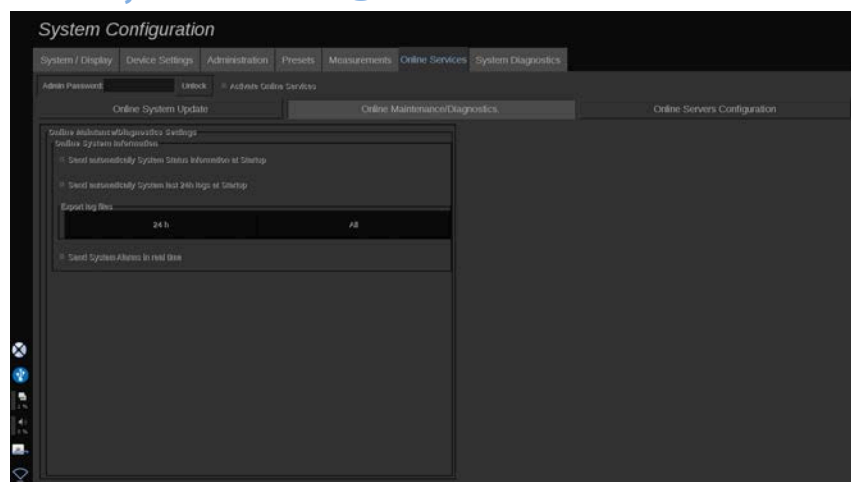 System Configuration
System / Display Device Settings Administration Presets Measurements Online Services System Diagnostics
Admin Password: Unlock Activate Online Services
Online System Update Online Maintenance/Diagnostics. Online Servers Configuration
Online System Information
Send automatically System Status Information at Startup
Send automatically System last 24h logs at Startup
Export log files
24 h All
Send System Alarms in real time